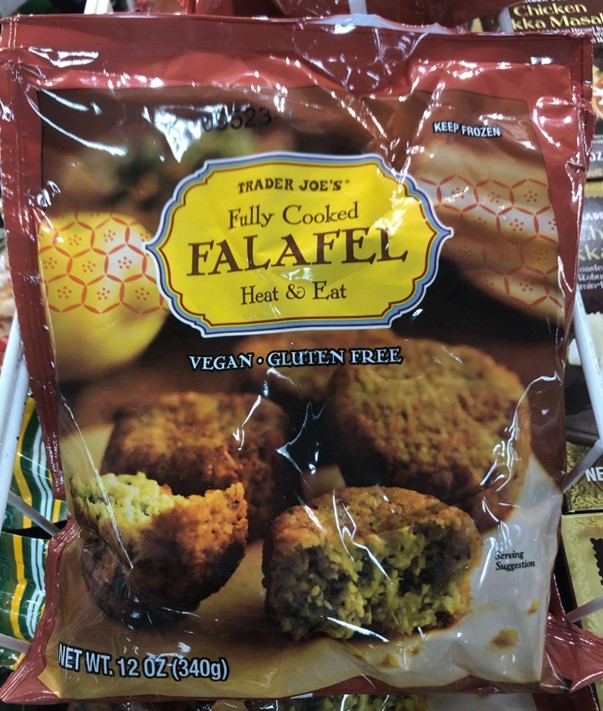 Chicken
KEEP FROZEN
TRADER JOE'S®
Fully Cooked
FALAFEL
Heat & Eat
VEGAN • GLUTEN FREE
Serving
Suggestion
NET WT. 12 OZ (340g)